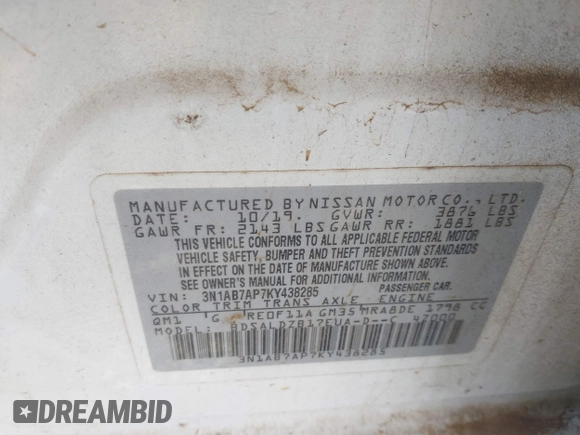 MANUFACTURED BY NISSAN MOTOR CO., LTD.
DATE: 10/19. GVWR: 3876 LBS
GAWR FR: 2143 LBS GAWR RR: 1881 LBS
THIS VEHICLE CONFORMS TO ALL APPLICABLE FEDERAL MOTOR
VEHICLE SAFETY, BUMPER AND THEFT PREVENTION STANDARDS
IN EFFECT ON THE DATE OF MANUFACTURE SHOWN ABOVE.
SEE OWNER'S MANUAL FOR ADDITIONAL INFORMATION.
VIN: 3N1AB7AP7KY438285 PASSENGER CAR.
COLOR TRIM TRANS AXLE ENGINE
QM1 G RE0F11A GM35 MRA8DE 1798 CC
MODEL: BDSALDZB17EUA-D--C 47000
3N1AB7AP7KY438285
DREAMBID